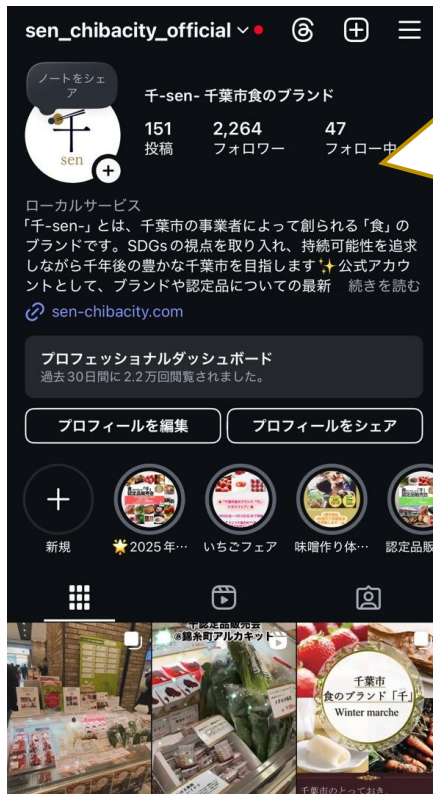 sen_chibacity_official
ノートをシェ
ア
千
sen
千-sen- 千葉市食のブランド
151 2,264 47
投稿 フォロワー フォロー中
ローカルサービス
「千-sen-」とは、千葉市の事業者によって創られる「食」の
ブランドです。SDGsの視点を取り入れ、持続可能性を追求
しながら千年後の豊かな千葉市を目指します✨公式アカウ
ントとして、ブランドや認定品についての最新 続きを読む
sen-chibacity.com
プロフェッショナルダッシュボード
過去30日間に2.2万回閲覧されました。
プロフィールを編集 プロフィールをシェア
新規 🌟2025年… いちごフェア 味噌作り体… 認定品販
千認定品販売会
@錦糸町アルカキット
千葉市
食のブランド「千」
Winter marche
千葉市のとっておき、